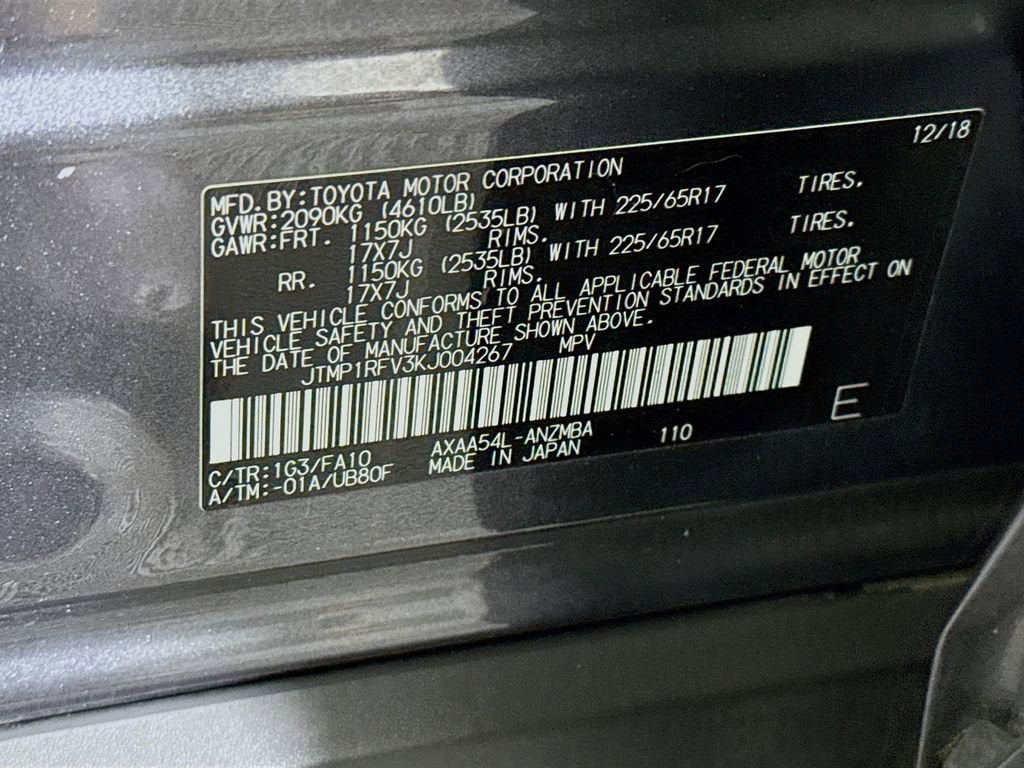 12/18
MFD. BY: TOYOTA MOTOR CORPORATION
GVWR: 2090KG (4610LB)
GAWR: FRT. 1150KG (2535LB) WITH 225/65R17 TIRES.
17X7J RIMS.
RR. 1150KG (2535LB) WITH 225/65R17 TIRES.
17X7J RIMS.
THIS VEHICLE CONFORMS TO ALL APPLICABLE FEDERAL MOTOR
VEHICLE SAFETY AND THEFT PREVENTION STANDARDS IN EFFECT ON
THE DATE OF MANUFACTURE SHOWN ABOVE.
JTMP1RFV3KJ004267 MPV
E
C/TR: 1G3/FA10 AXAA54L-ANZMBA 110
A/TM: -01A/UB80F MADE IN JAPAN